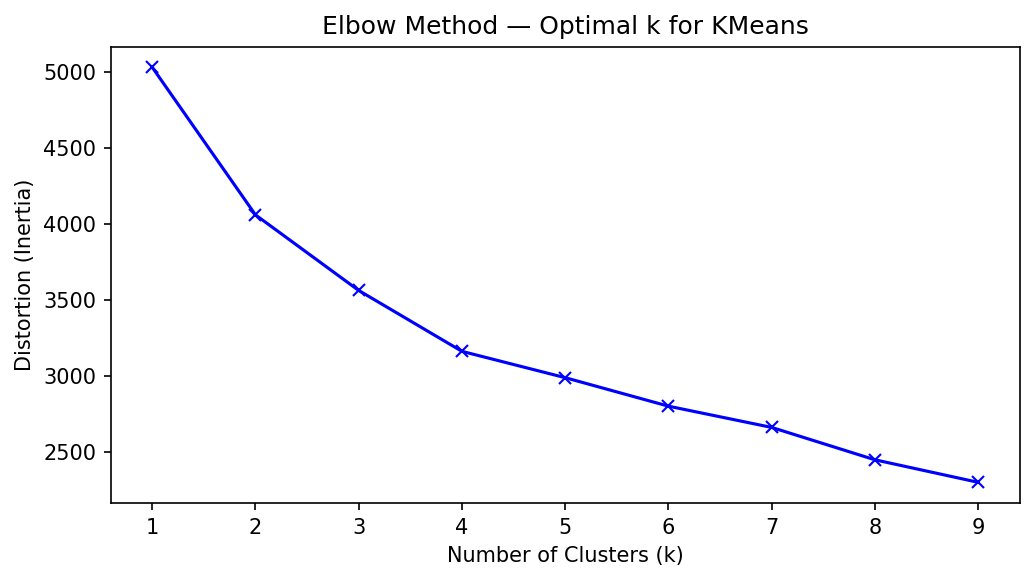 Elbow Method — Optimal k for KMeans
5000
4500
4000
3500
3000
2500
Distortion (Inertia)
1 2 3 4 5 6 7 8 9
Number of Clusters (k)